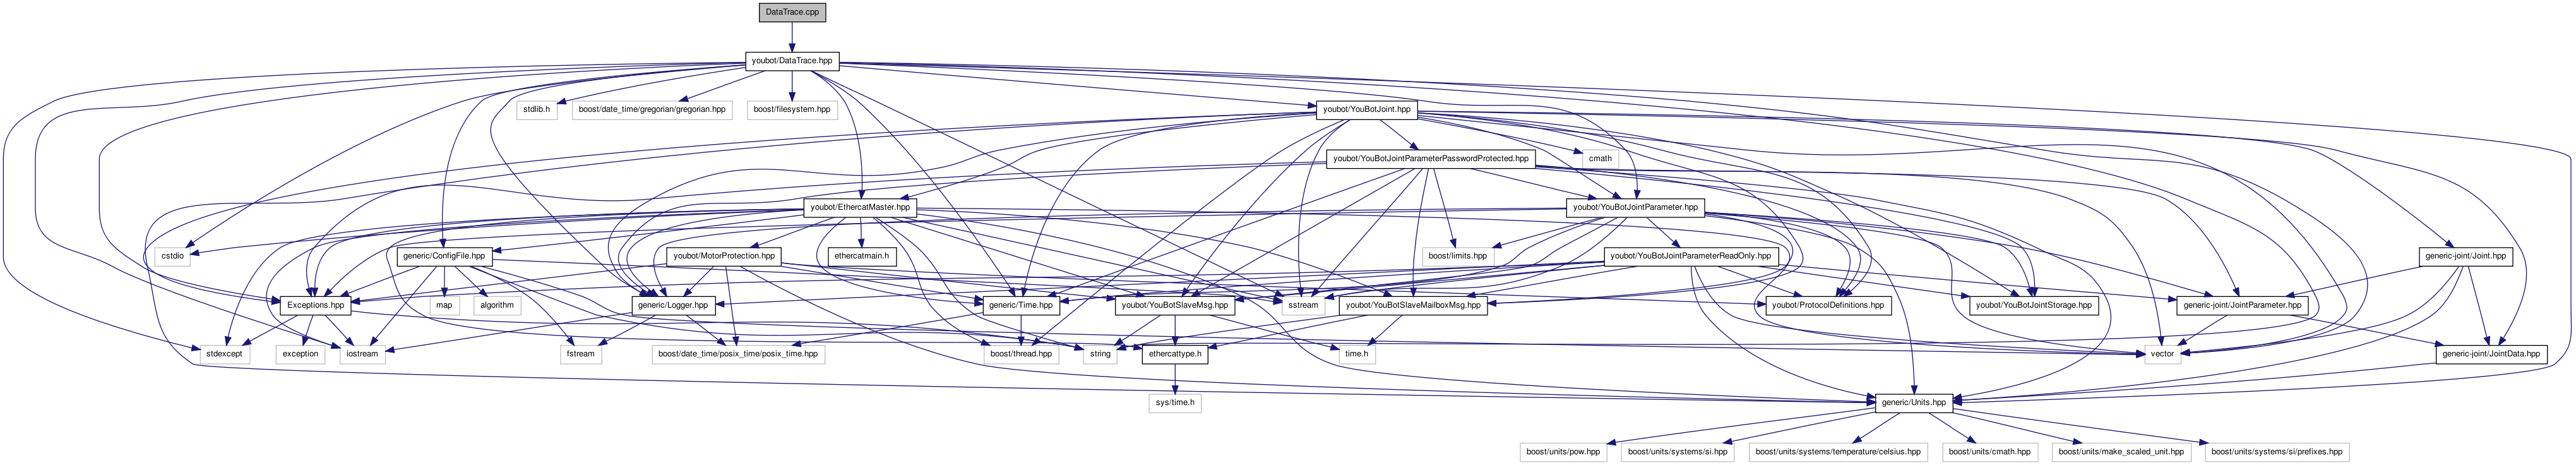 DataTrace.cpp
youbot/DataTrace.hpp
stdlib.h
boost/date_time/gregorian/gregorian.hpp
boost/filesystem.hpp
youbot/YouBotJoint.hpp
youbot/YouBotJointParameterPasswordProtected.hpp
cmath
youbot/EthercatMaster.hpp
youbot/YouBotJointParameter.hpp
cstdio
generic/ConfigFile.hpp
youbot/MotorProtection.hpp
ethercatmain.h
boost/limits.hpp
youbot/YouBotJointParameterReadOnly.hpp
generic-joint/Joint.hpp
Exceptions.hpp
map
algorithm
generic/Logger.hpp
generic/Time.hpp
youbot/YouBotSlaveMsg.hpp
sstream
youbot/YouBotSlaveMailboxMsg.hpp
youbot/ProtocolDefinitions.hpp
youbot/YouBotJointStorage.hpp
generic-joint/JointParameter.hpp
stdexcept
exception
iostream
fstream
boost/date_time/posix_time/posix_time.hpp
boost/thread.hpp
string
ethercattype.h
time.h
vector
generic-joint/JointData.hpp
sys/time.h
generic/Units.hpp
boost/units/pow.hpp
boost/units/systems/si.hpp
boost/units/systems/temperature/celsius.hpp
boost/units/cmath.hpp
boost/units/make_scaled_unit.hpp
boost/units/systems/si/prefixes.hpp